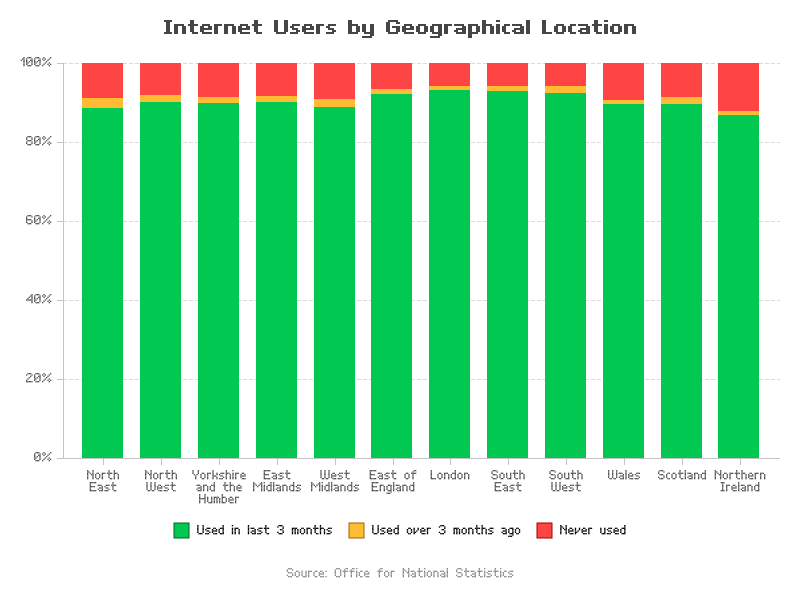 Internet Users by Geographical Location
100%
80%
60%
40%
20%
0%
North East
North West
Yorkshire and the Humber
East Midlands
West Midlands
East of England
London
South East
South West
Wales
Scotland
Northern Ireland
Used in last 3 months
Used over 3 months ago
Never used
Source: Office for National Statistics